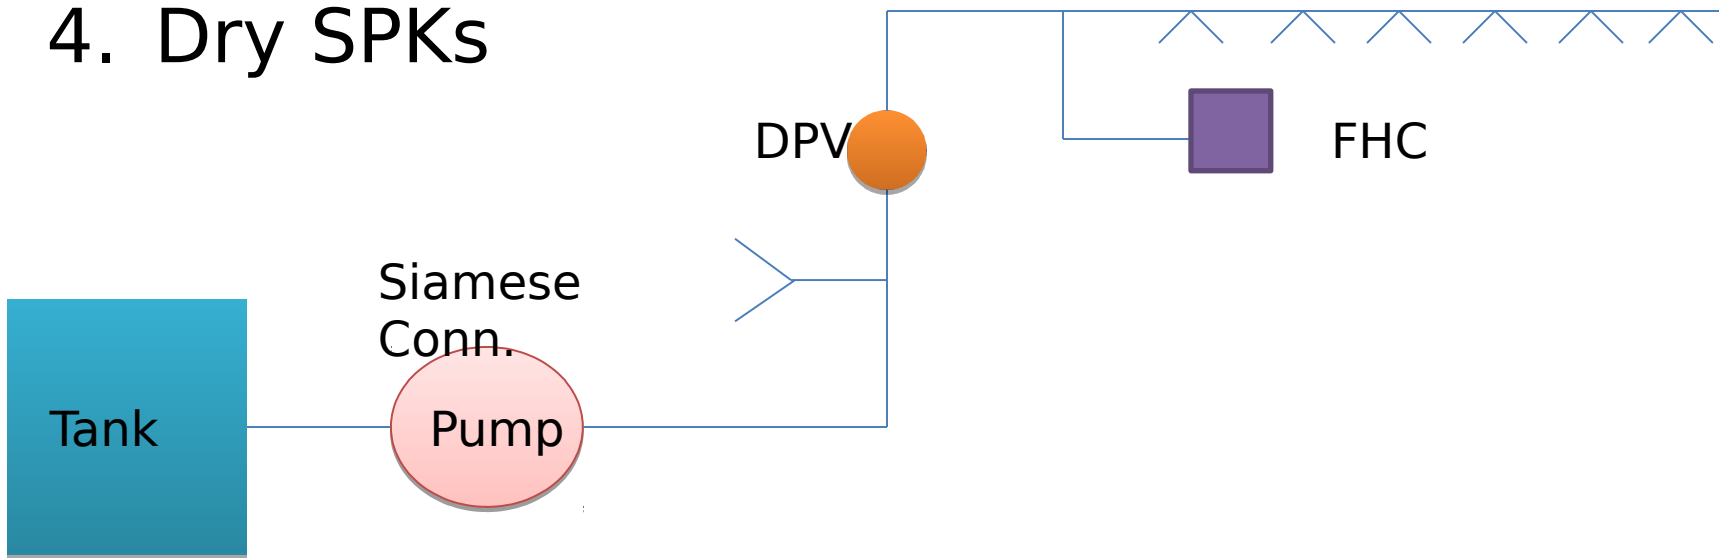 4. Dry SPKs
DPV
FHC
Siamese
Conn.
Tank
Pump